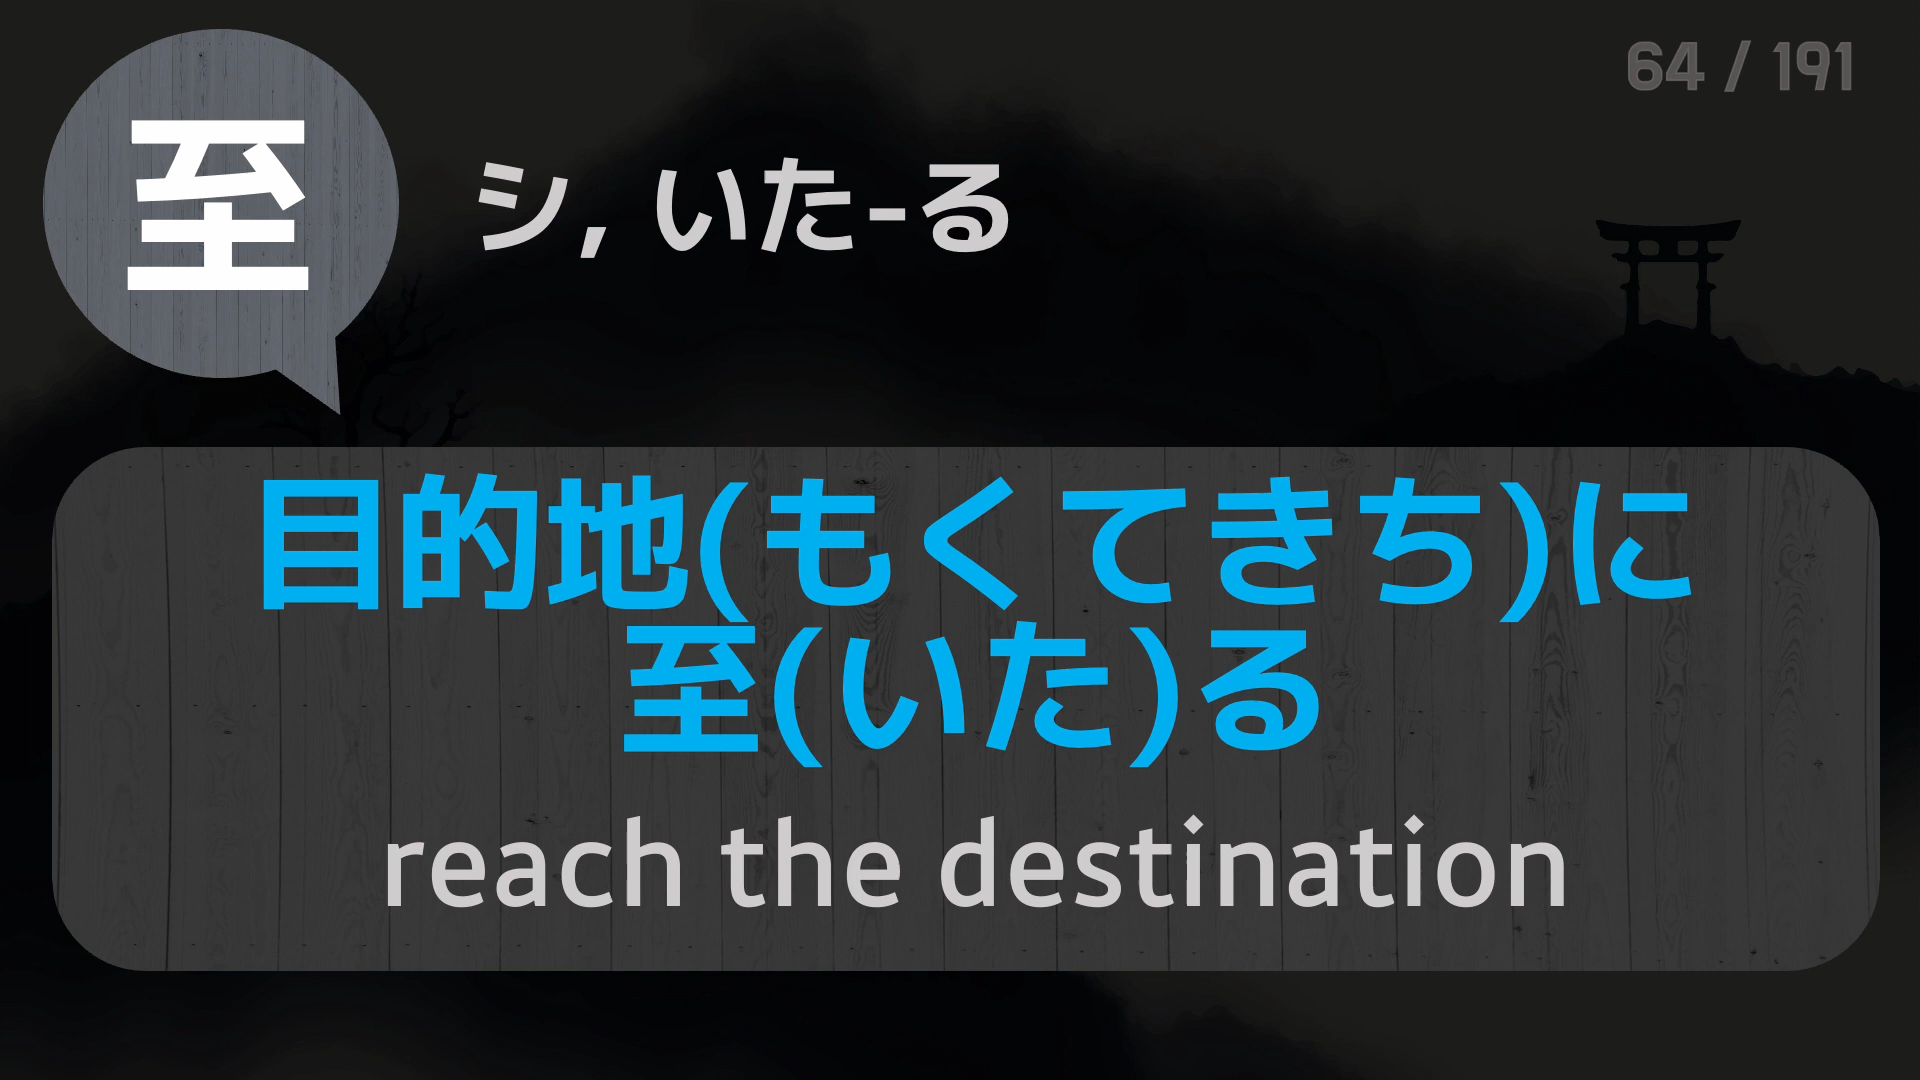 64 / 191
至
シ, いた-る
目的地(もくてきち)に
至(いた)る
reach the destination